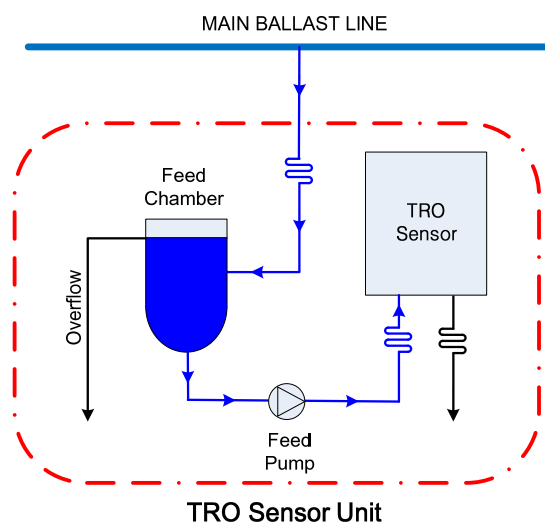 MAIN BALLAST LINE
Feed
Chamber
TRO
Sensor
Overflow
Feed
Pump
TRO Sensor Unit